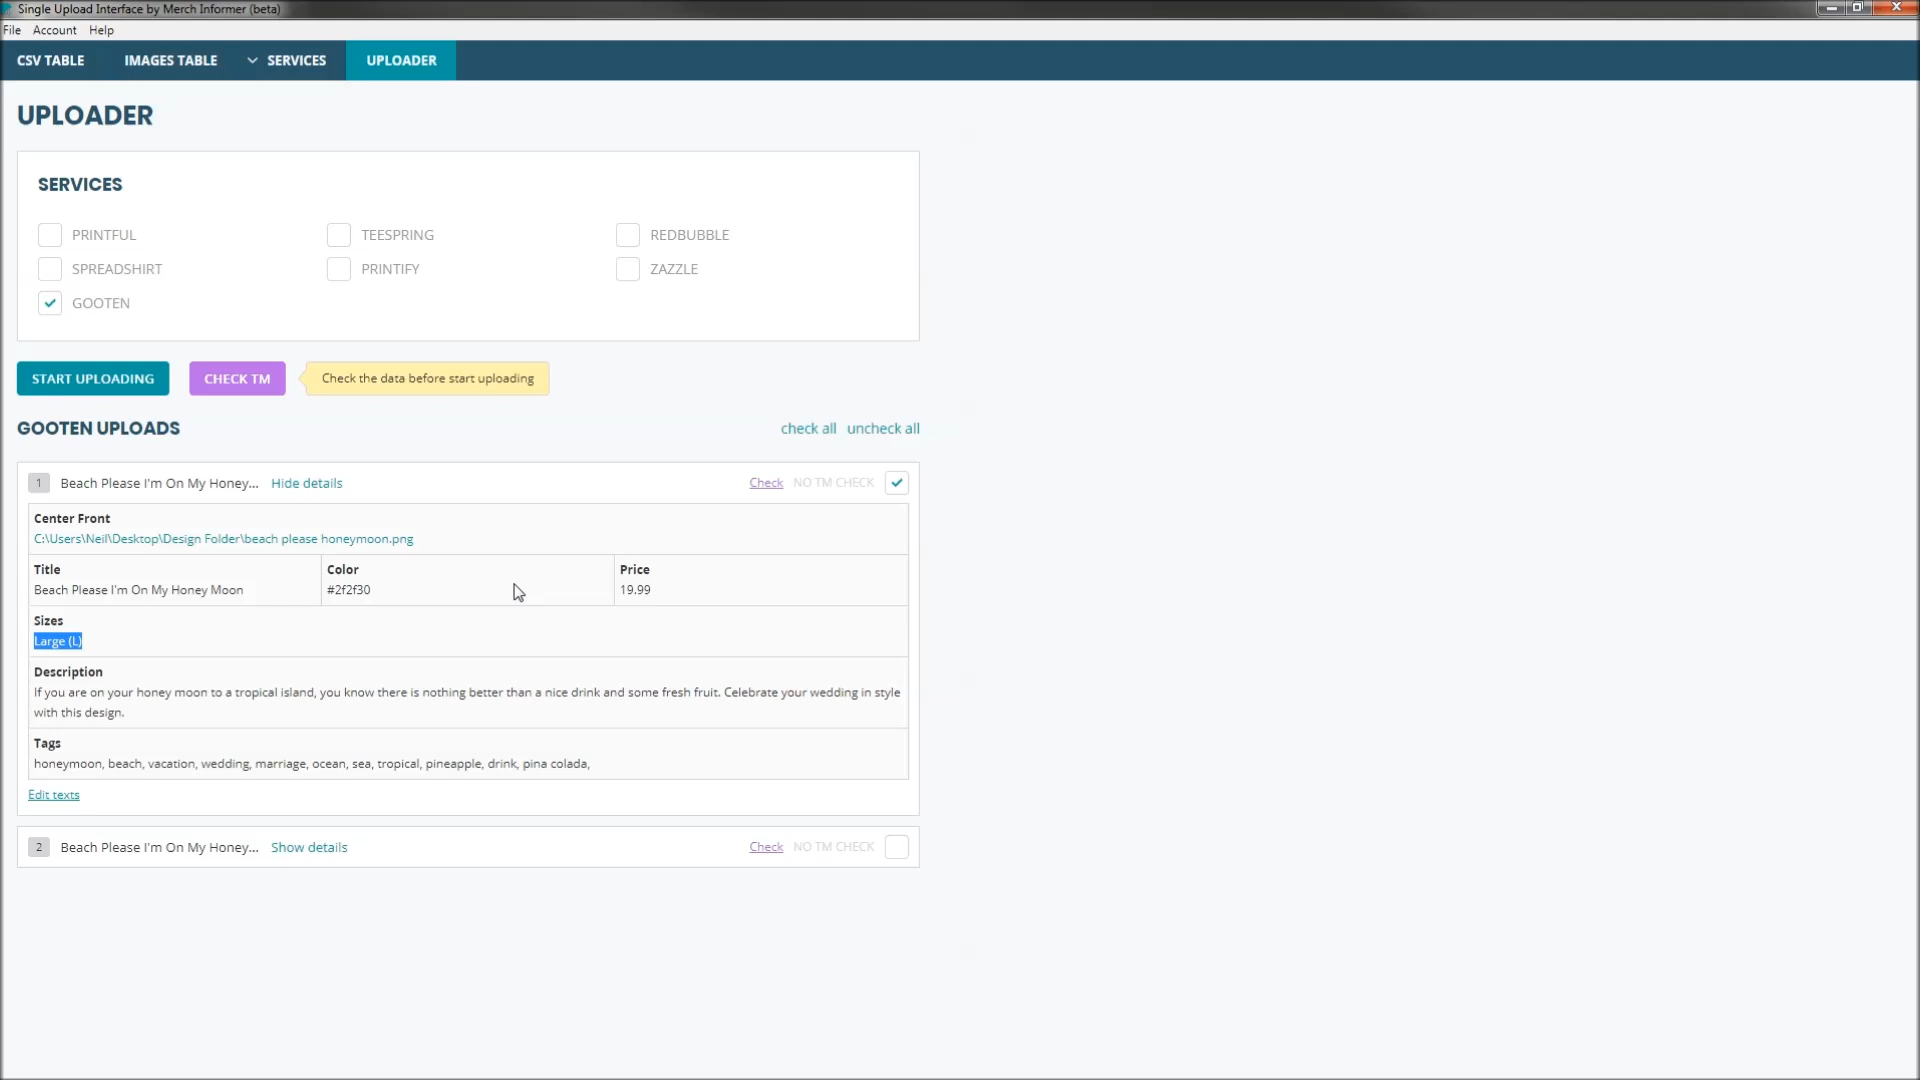 Single Upload Interface by Merch Informer (beta)
File Account Help
CSV TABLE IMAGES TABLE SERVICES UPLOADER
UPLOADER
SERVICES
PRINTFUL TEESPRING REDBUBBLE
SPREADSHIRT PRINTIFY ZAZZLE
GOOTEN
START UPLOADING CHECK TM Check the data before start uploading
GOOTEN UPLOADS check all uncheck all
1 Beach Please I'm On My Honey... Hide details Check NO TM CHECK
Center Front
C:\Users\Neil\Desktop\Design Folder\beach please honeymoon.png
Title Color Price
Beach Please I'm On My Honey Moon #2f2f30 19.99
Sizes
Large (L)
Description
If you are on your honey moon to a tropical island, you know there is nothing better than a nice drink and some fresh fruit. Celebrate your wedding in style
with this design.
Tags
honeymoon, beach, vacation, wedding, marriage, ocean, sea, tropical, pineapple, drink, pina colada,
Edit texts
2 Beach Please I'm On My Honey... Show details Check NO TM CHECK